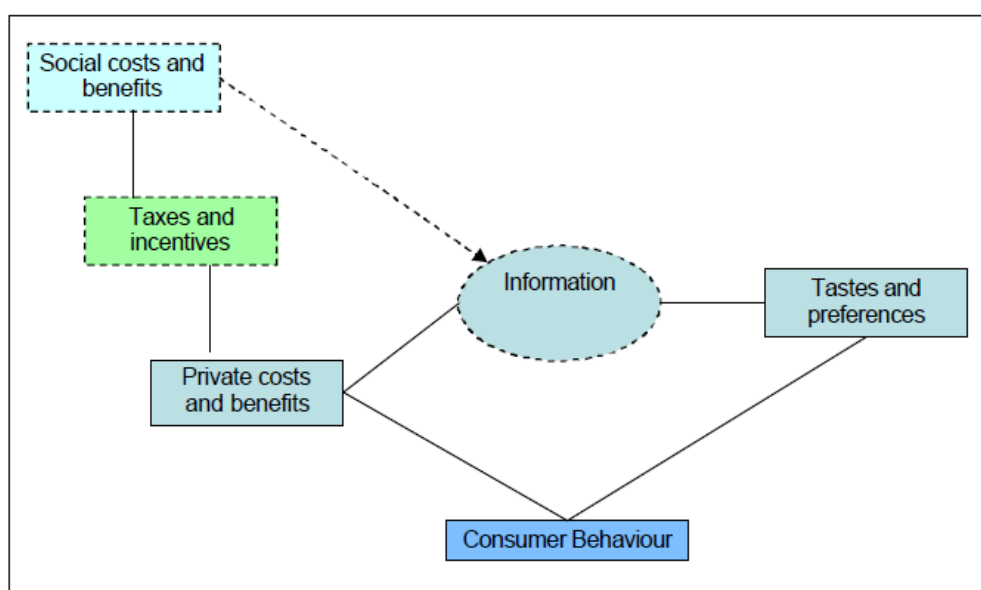 Social costs and
benefits
Taxes and
incentives
Information
Tastes and
preferences
Private costs
and benefits
Consumer Behaviour